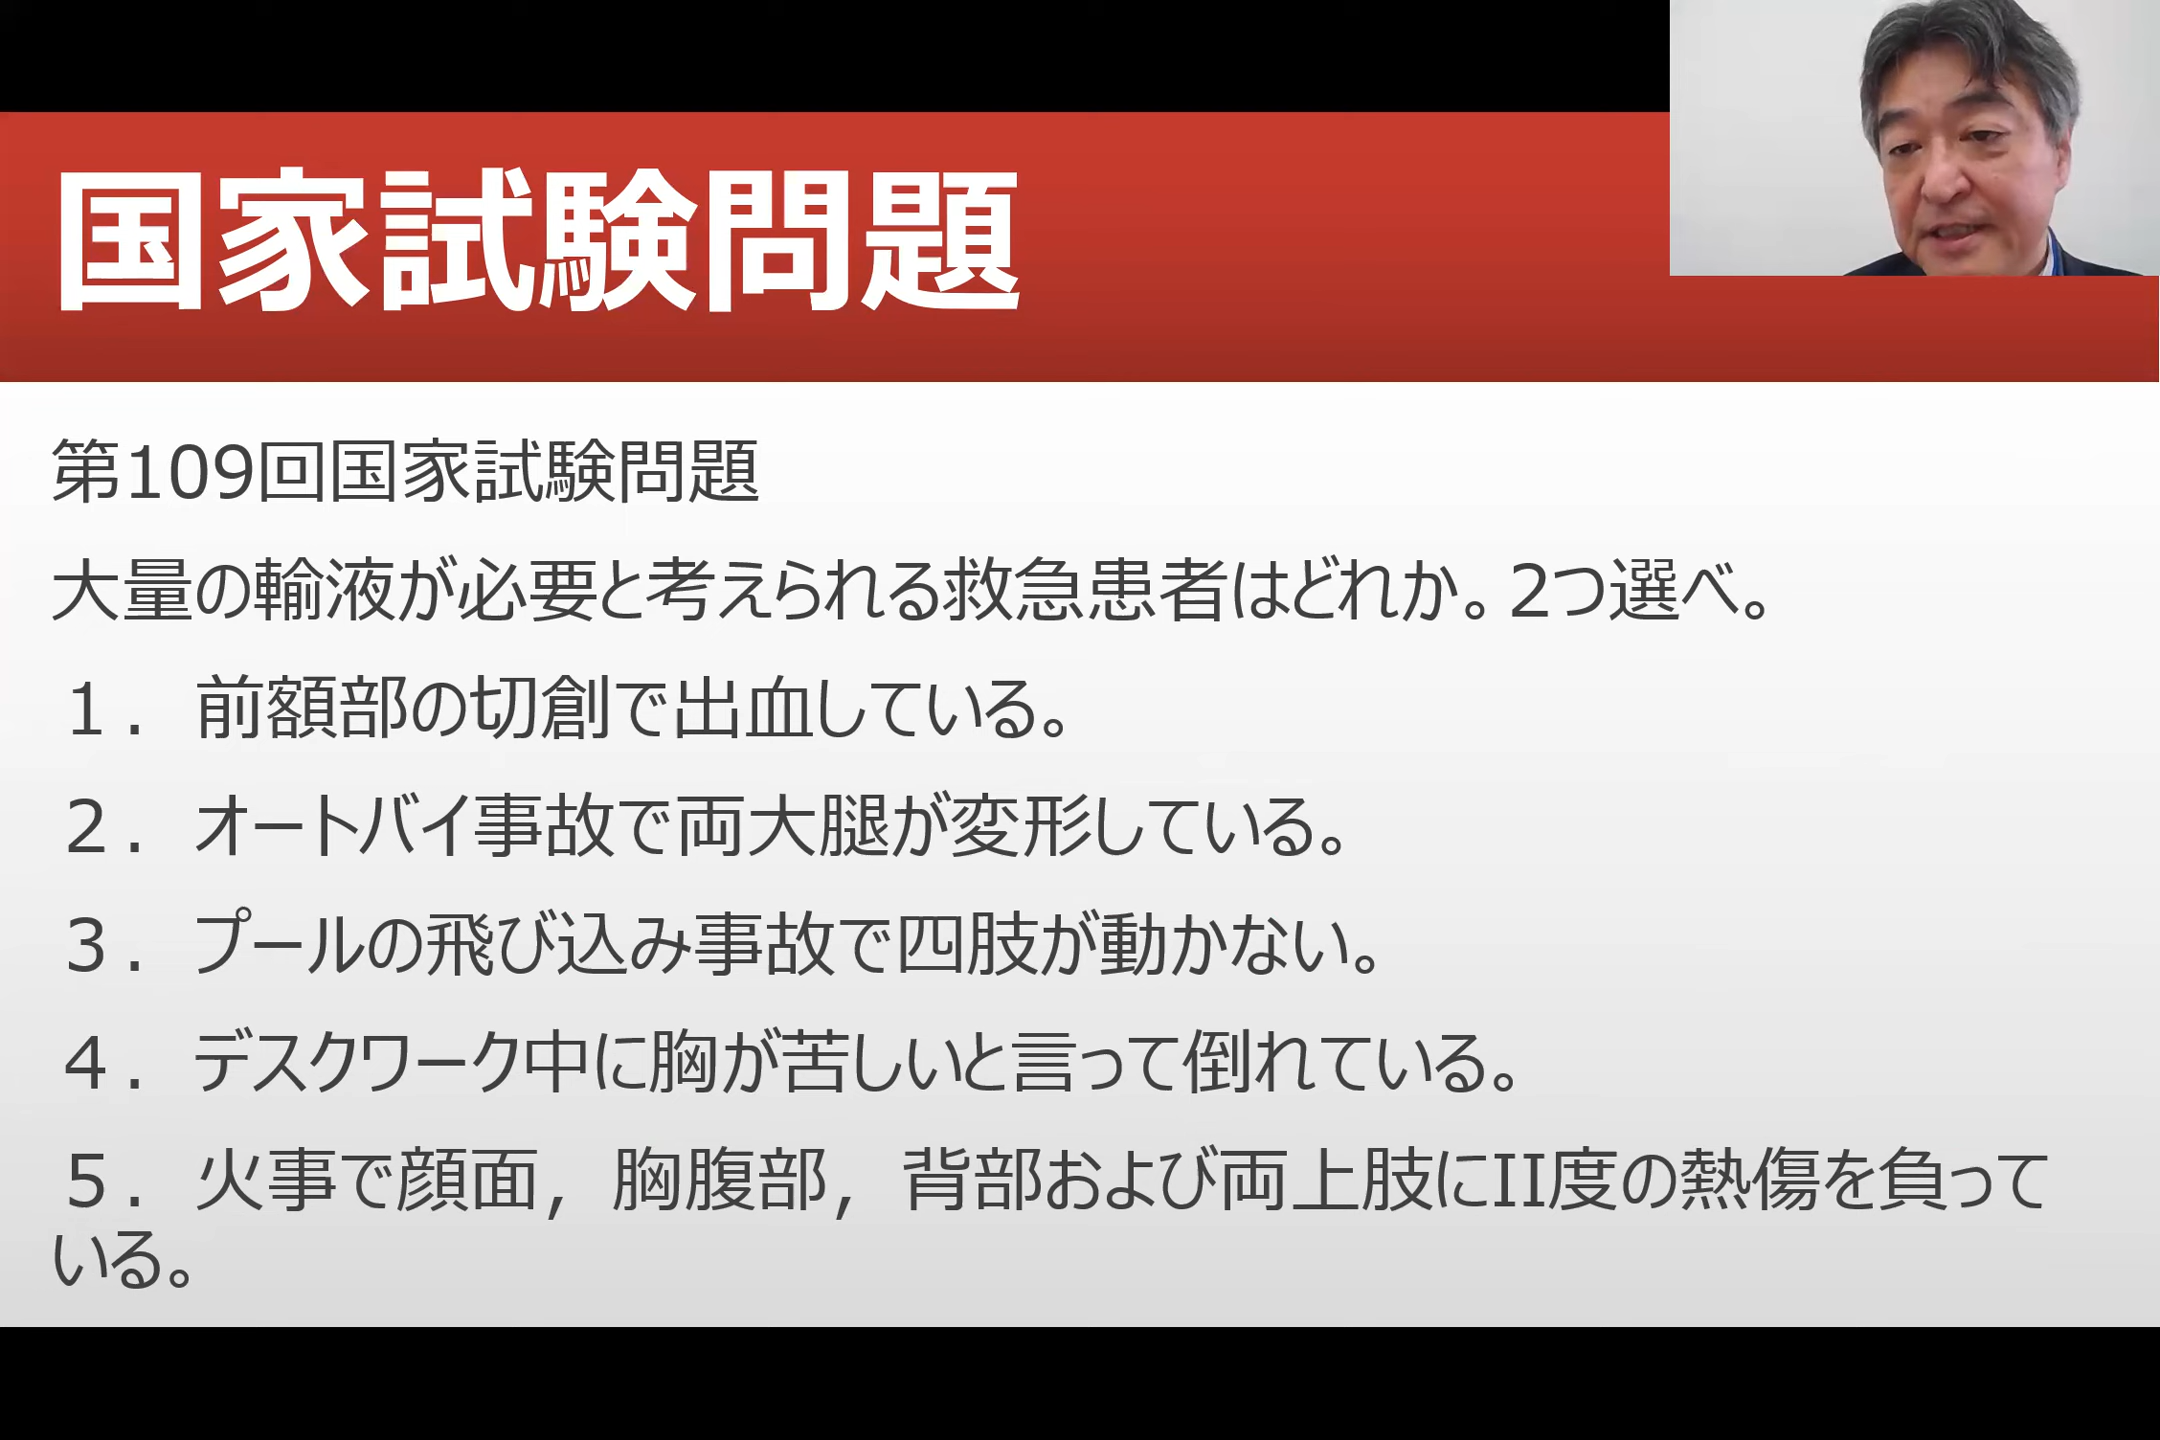 国家試験問題
第109回国家試験問題
大量の輸液が必要と考えられる救急患者はどれか。2つ選べ。
１．前額部の切創で出血している。
２．オートバイ事故で両大腿が変形している。
３．プールの飛び込み事故で四肢が動かない。
４．デスクワーク中に胸が苦しいと言って倒れている。
５．火事で顔面，胸腹部，背部および両上肢にII度の熱傷を負って
いる。